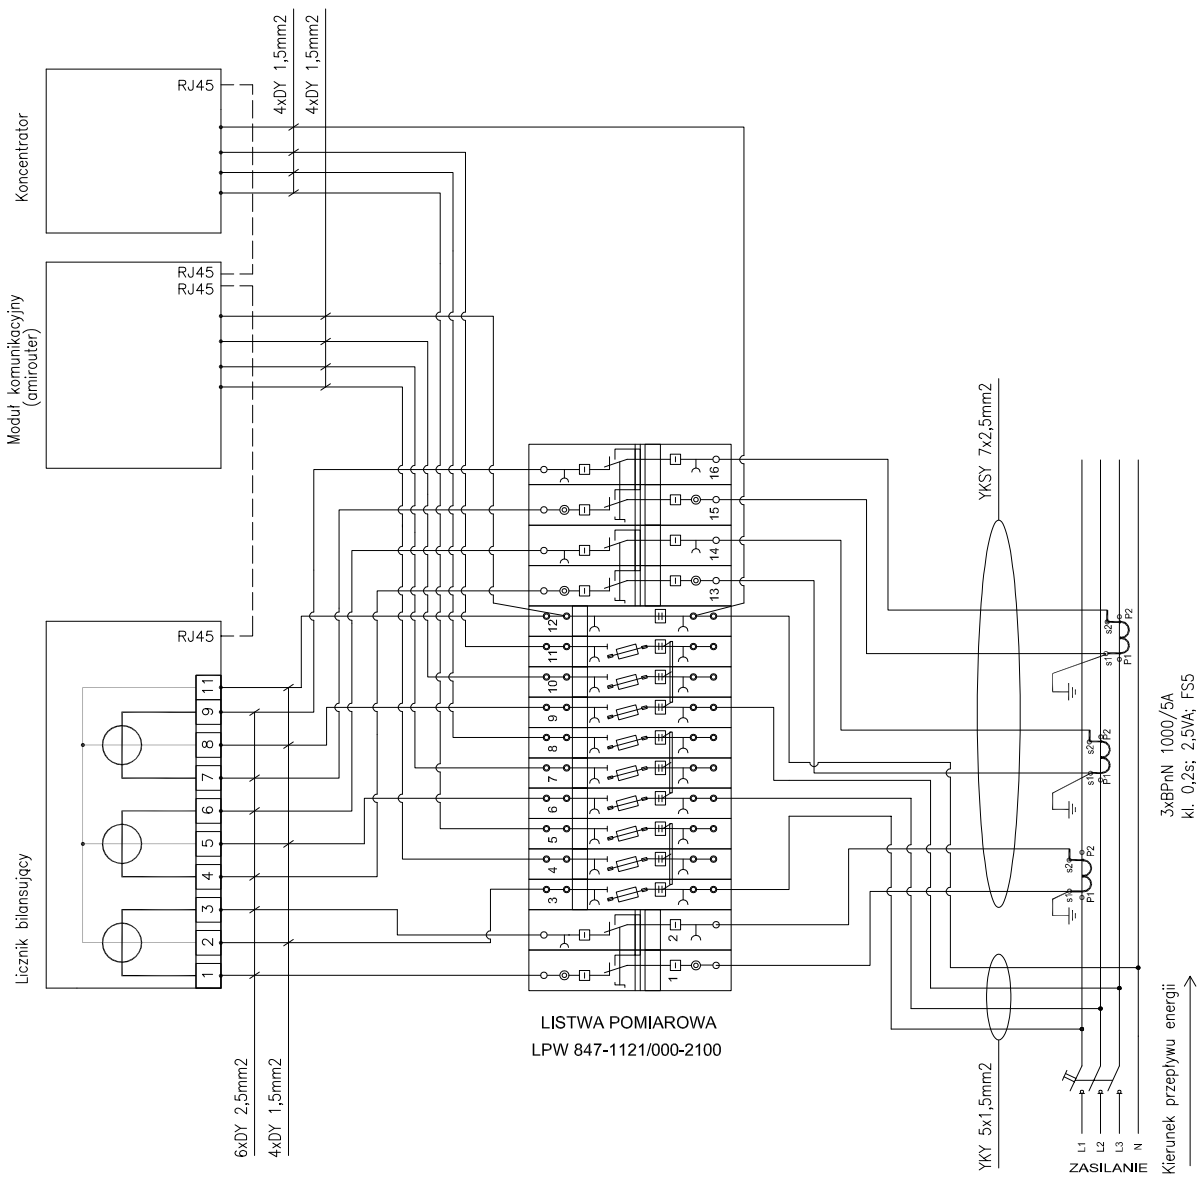 Koncentrator
RJ45
4xDY 1,5mm2
4xDY 1,5mm2
Moduł komunikacyjny
(amirouter)
RJ45
RJ45
Licznik bilansujący
RJ45
11
9
8
7
6
5
4
3
2
1
6xDY 2,5mm2
4xDY 1,5mm2
16
15
14
13
12
11
10
9
8
7
6
5
4
3
2
1
LISTWA POMIAROWA
LPW 847-1121/000-2100
YKSY 7x2,5mm2
YKY 5x1,5mm2
s2
P2
s1
P1
s2
P2
s1
P1
s2
P2
s1
P1
3xBPnN 1000/5A
kl. 0,2s; 2,5VA; FS5
L1
L2
L3
N
ZASILANIE
Kierunek przepływu energii